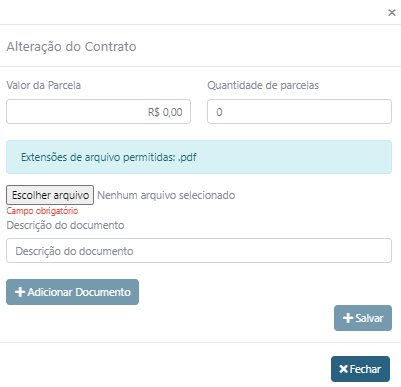 ×
Alteração do Contrato
Valor da Parcela
Quantidade de parcelas
R$ 0,00
0
Extensões de arquivo permitidas: .pdf
Escolher arquivo Nenhum arquivo selecionado
Campo obrigatório
Descrição do documento
Descrição do documento
+ Adicionar Documento
+ Salvar
× Fechar